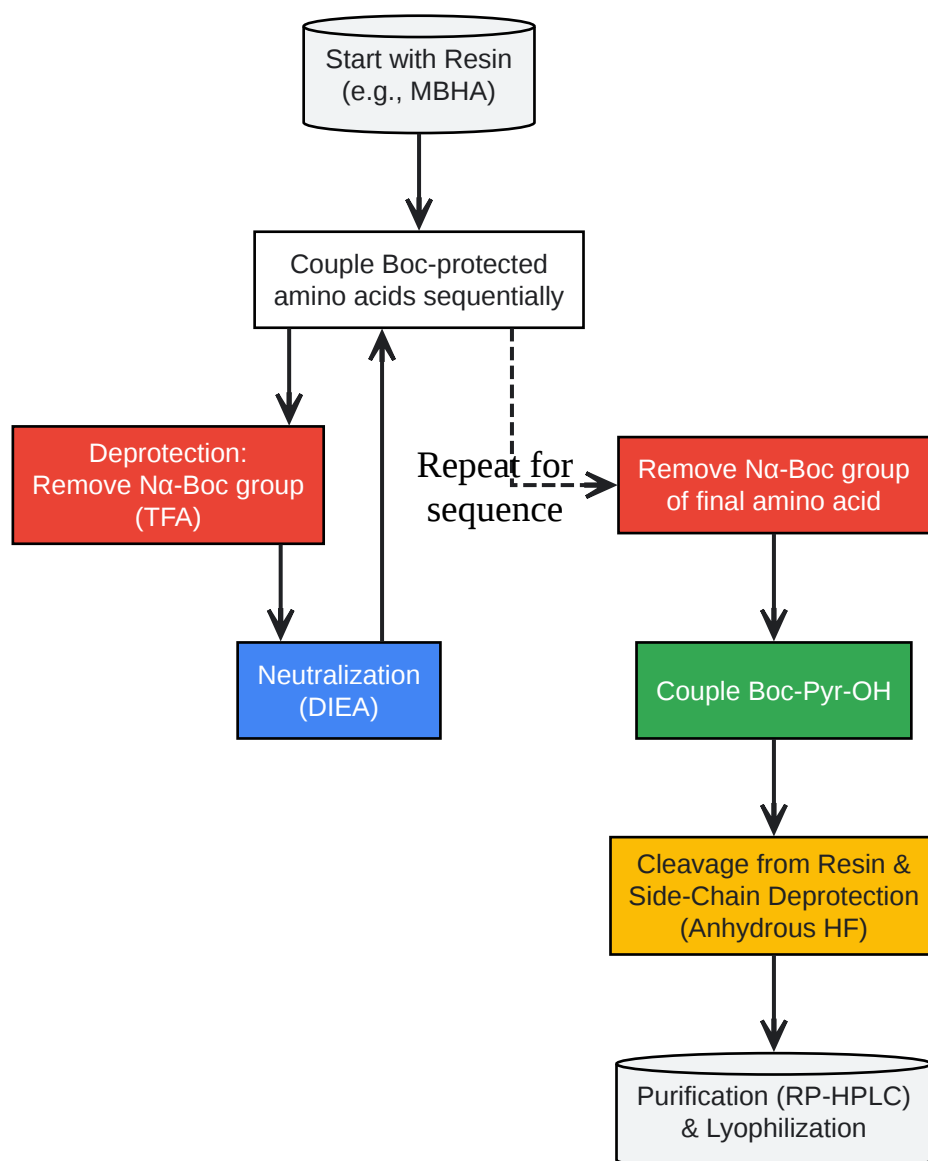 Start with Resin
(e.g., MBHA)
Couple Boc-protected
amino acids sequentially
Deprotection:
Remove Nα-Boc group
(TFA)
Repeat for
sequence
Remove Nα-Boc group
of final amino acid
Neutralization
(DIEA)
Couple Boc-Pyr-OH
Cleavage from Resin &
Side-Chain Deprotection
(Anhydrous HF)
Purification (RP-HPLC)
& Lyophilization